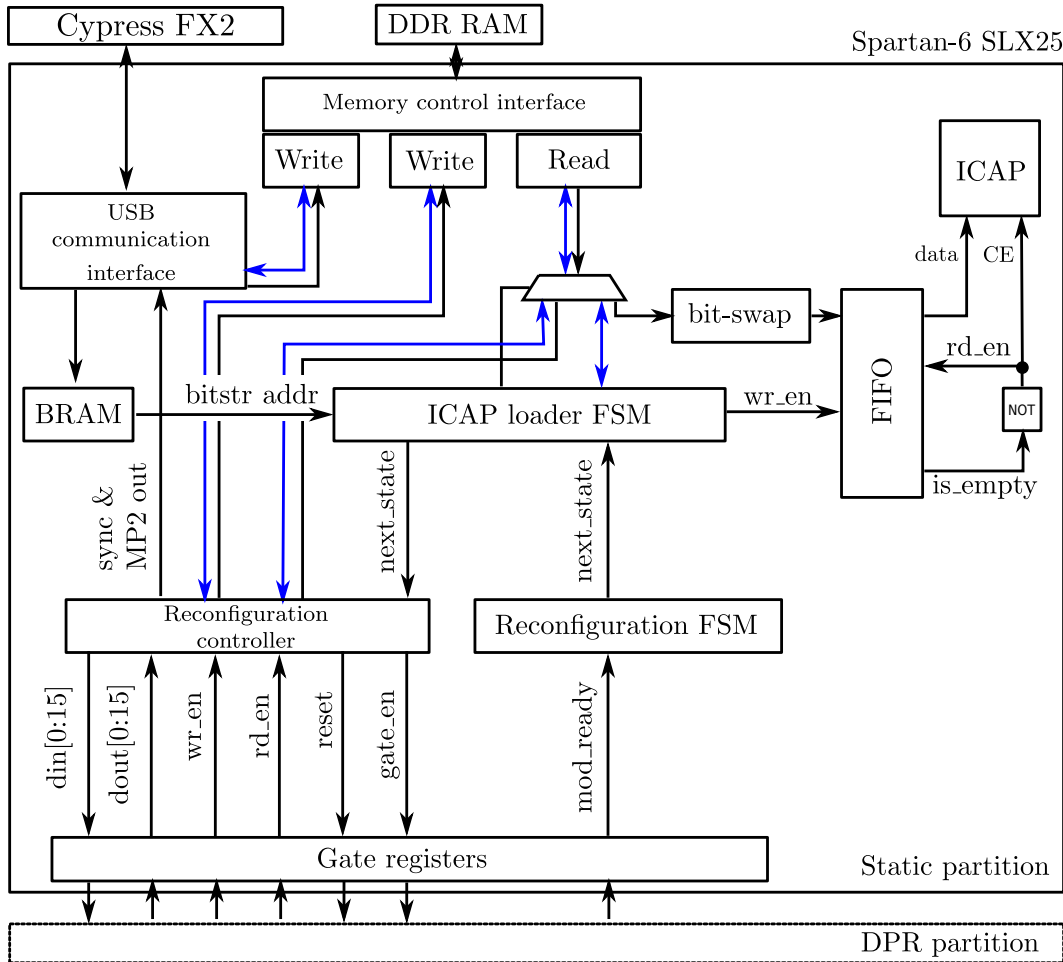 Cypress FX2
DDR RAM
Spartan-6 SLX25
Memory control interface
Write
Write
Read
ICAP
USB
communication
interface
data
CE
bit-swap
rd_en
BRAM
bitstr addr
ICAP loader FSM
wr_en
FIFO
NOT
is_empty
sync &
MP2 out
next_state
next_state
Reconfiguration
controller
Reconfiguration FSM
din[0:15]
dout[0:15]
wr_en
rd_en
reset
gate_en
mod_ready
Gate registers
Static partition
DPR partition